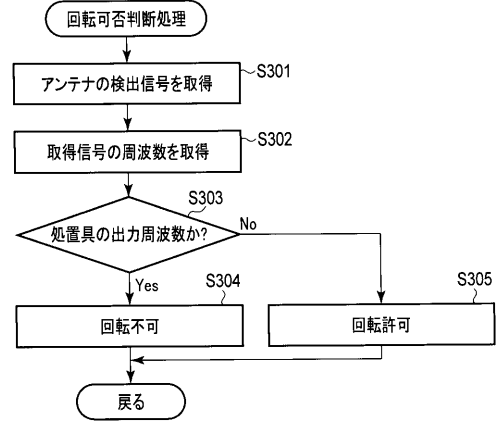 回転可否判断処理
S301
アンテナの検出信号を取得
S302
取得信号の周波数を取得
S303
処置具の出力周波数か?
No
Yes
S304
回転不可
S305
回転許可
戻る